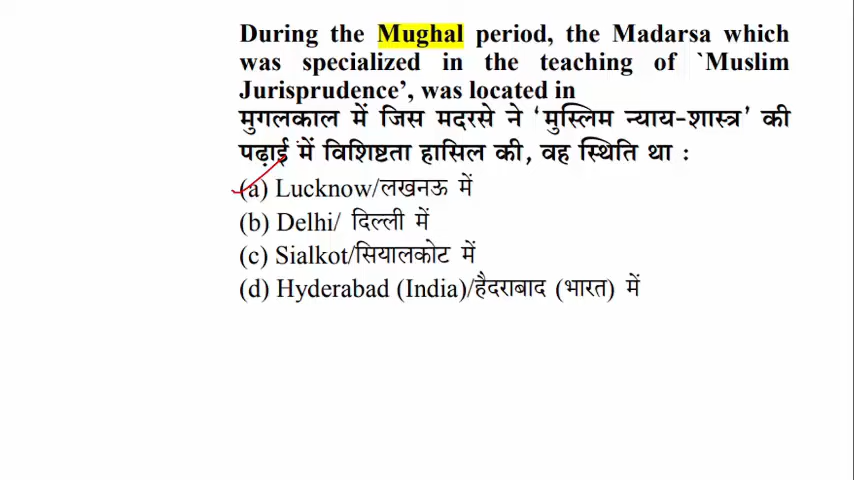 During the Mughal period, the Madarsa which
was specialized in the teaching of `Muslim
Jurisprudence’, was located in
मुगलकाल में जिस मदरसे ने ‘मुस्लिम न्याय-शास्त्र’ की
पढ़ाई में विशिष्टता हासिल की, वह स्थिति था :
(a) Lucknow/लखनऊ में
(b) Delhi/ दिल्ली में
(c) Sialkot/सियालकोट में
(d) Hyderabad (India)/हैदराबाद (भारत) में